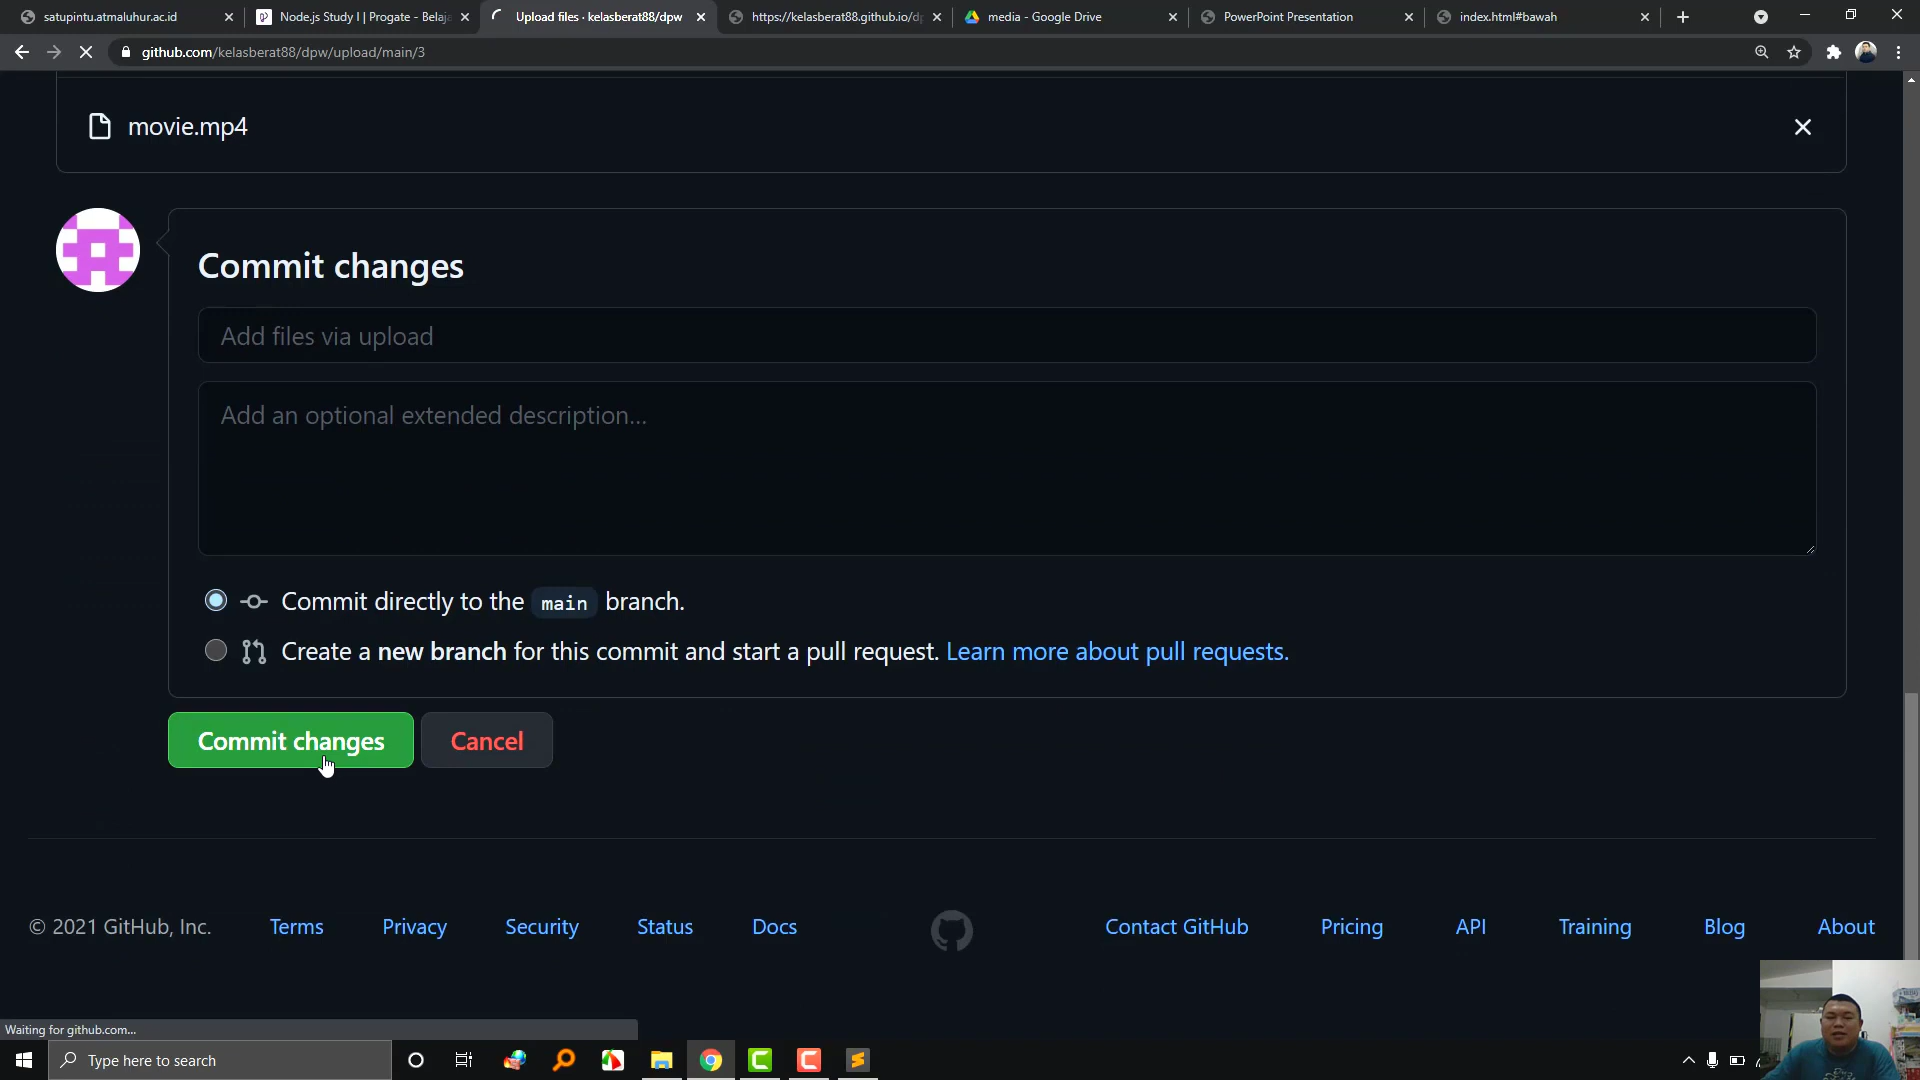 satupintu.atmaluhur.ac.id
Node.js Study I | Progate - Belaj
Upload files · kelasberat88/dpw
https://kelasberat88.github.io/dp
media - Google Drive
PowerPoint Presentation
index.html#bawah
github.com/kelasberat88/dpw/upload/main/3
movie.mp4
Commit changes
Add files via upload
Add an optional extended description...
Commit directly to the main branch.
Create a new branch for this commit and start a pull request. Learn more about pull requests.
Commit changes
Cancel
© 2021 GitHub, Inc.
Terms
Privacy
Security
Status
Docs
Contact GitHub
Pricing
API
Training
Blog
About
Waiting for github.com...
Type here to search